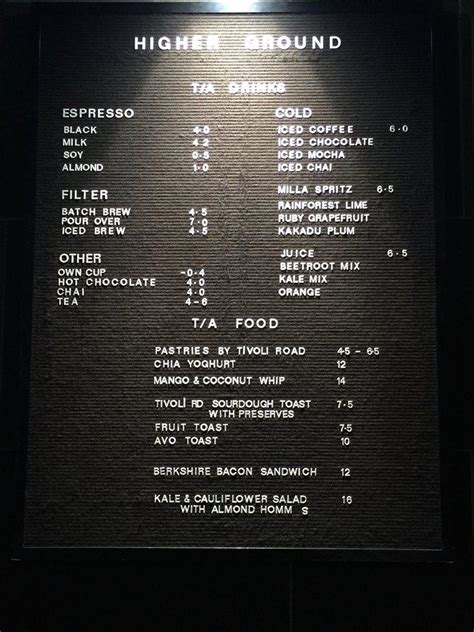 HIGHER GROUND
T/A DRINKS
ESPRESSO
BLACK 4·0
MILK 4·2
SOY 0·5
ALMOND 1·0
FILTER
BATCH BREW 4·5
POUR OVER 7·0
ICED BREW 4·5
OTHER
OWN CUP -0·4
HOT CHOCOLATE 4·0
CHAI 4·0
TEA 4-6
COLD
ICED COFFEE 6·0
ICED CHOCOLATE
ICED MOCHA
ICED CHAI
MILLA SPRITZ 6·5
RAINFOREST LIME
RUBY GRAPEFRUIT
KAKADU PLUM
JUICE 6·5
BEETROOT MIX
KALE MIX
ORANGE
T/A FOOD
PASTRIES BY TIVOLI ROAD 4·5 - 6·5
CHIA YOGHURT 12
MANGO & COCONUT WHIP 14
TIVOLI RD SOURDOUGH TOAST 7·5
WITH PRESERVES
FRUIT TOAST 7·5
AVO TOAST 10
BERKSHIRE BACON SANDWICH 12
KALE & CAULIFLOWER SALAD 16
WITH ALMOND HOMM S